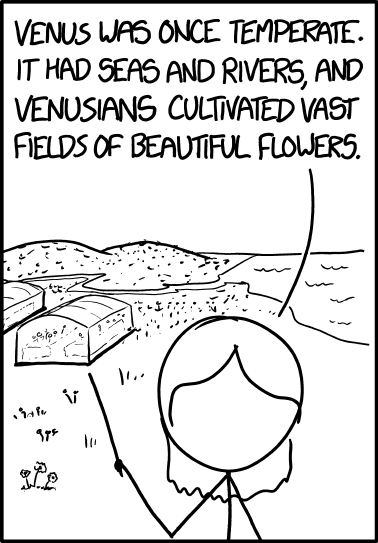 VENUS WAS ONCE TEMPERATE.
IT HAD SEAS AND RIVERS, AND
VENUSIANS CULTIVATED VAST
FIELDS OF BEAUTIFUL FLOWERS.